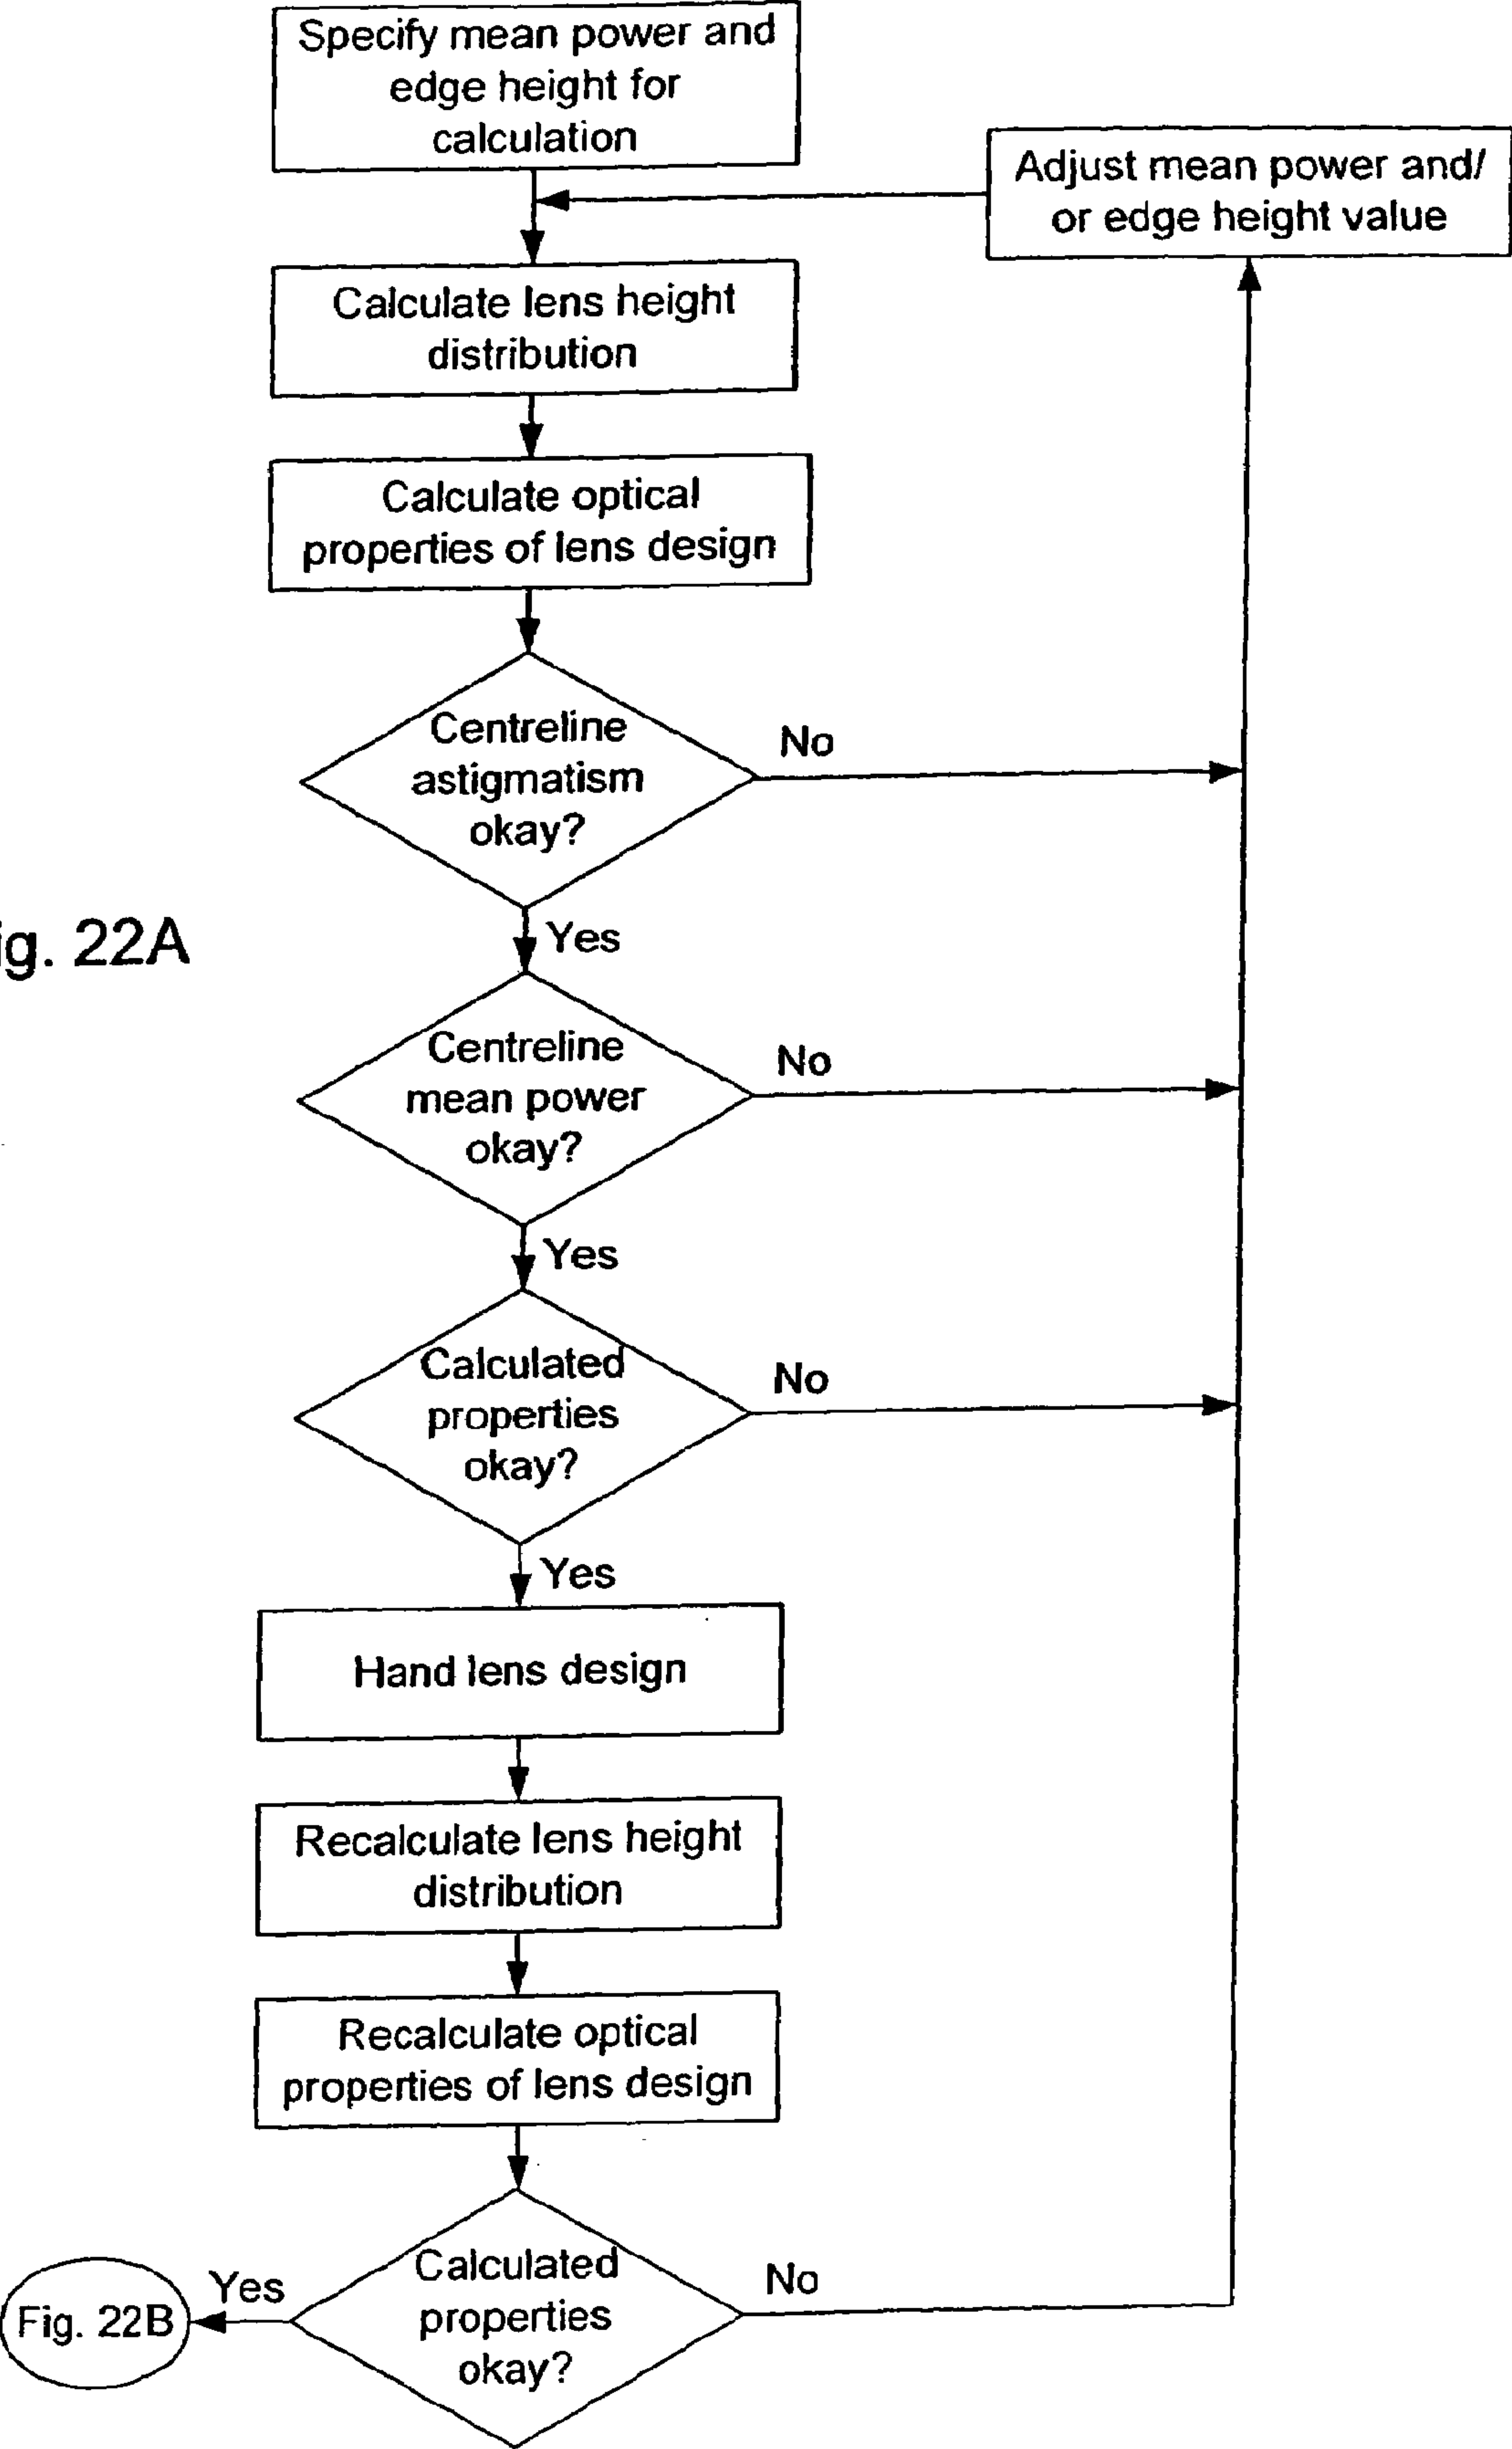 Specify mean power and
edge height for
calculation
Adjust mean power and/
or edge height value
Calculate lens height
distribution
Calculate optical
properties of lens design
Centreline
astigmatism
okay?
No
Yes
ig. 22A
Centreline
mean power
okay?
No
Yes
Calculated
properties
okay?
No
Yes
Hand lens design
Recalculate lens height
distribution
Recalculate optical
properties of lens design
Calculated
properties
okay?
No
Yes
Fig. 22B